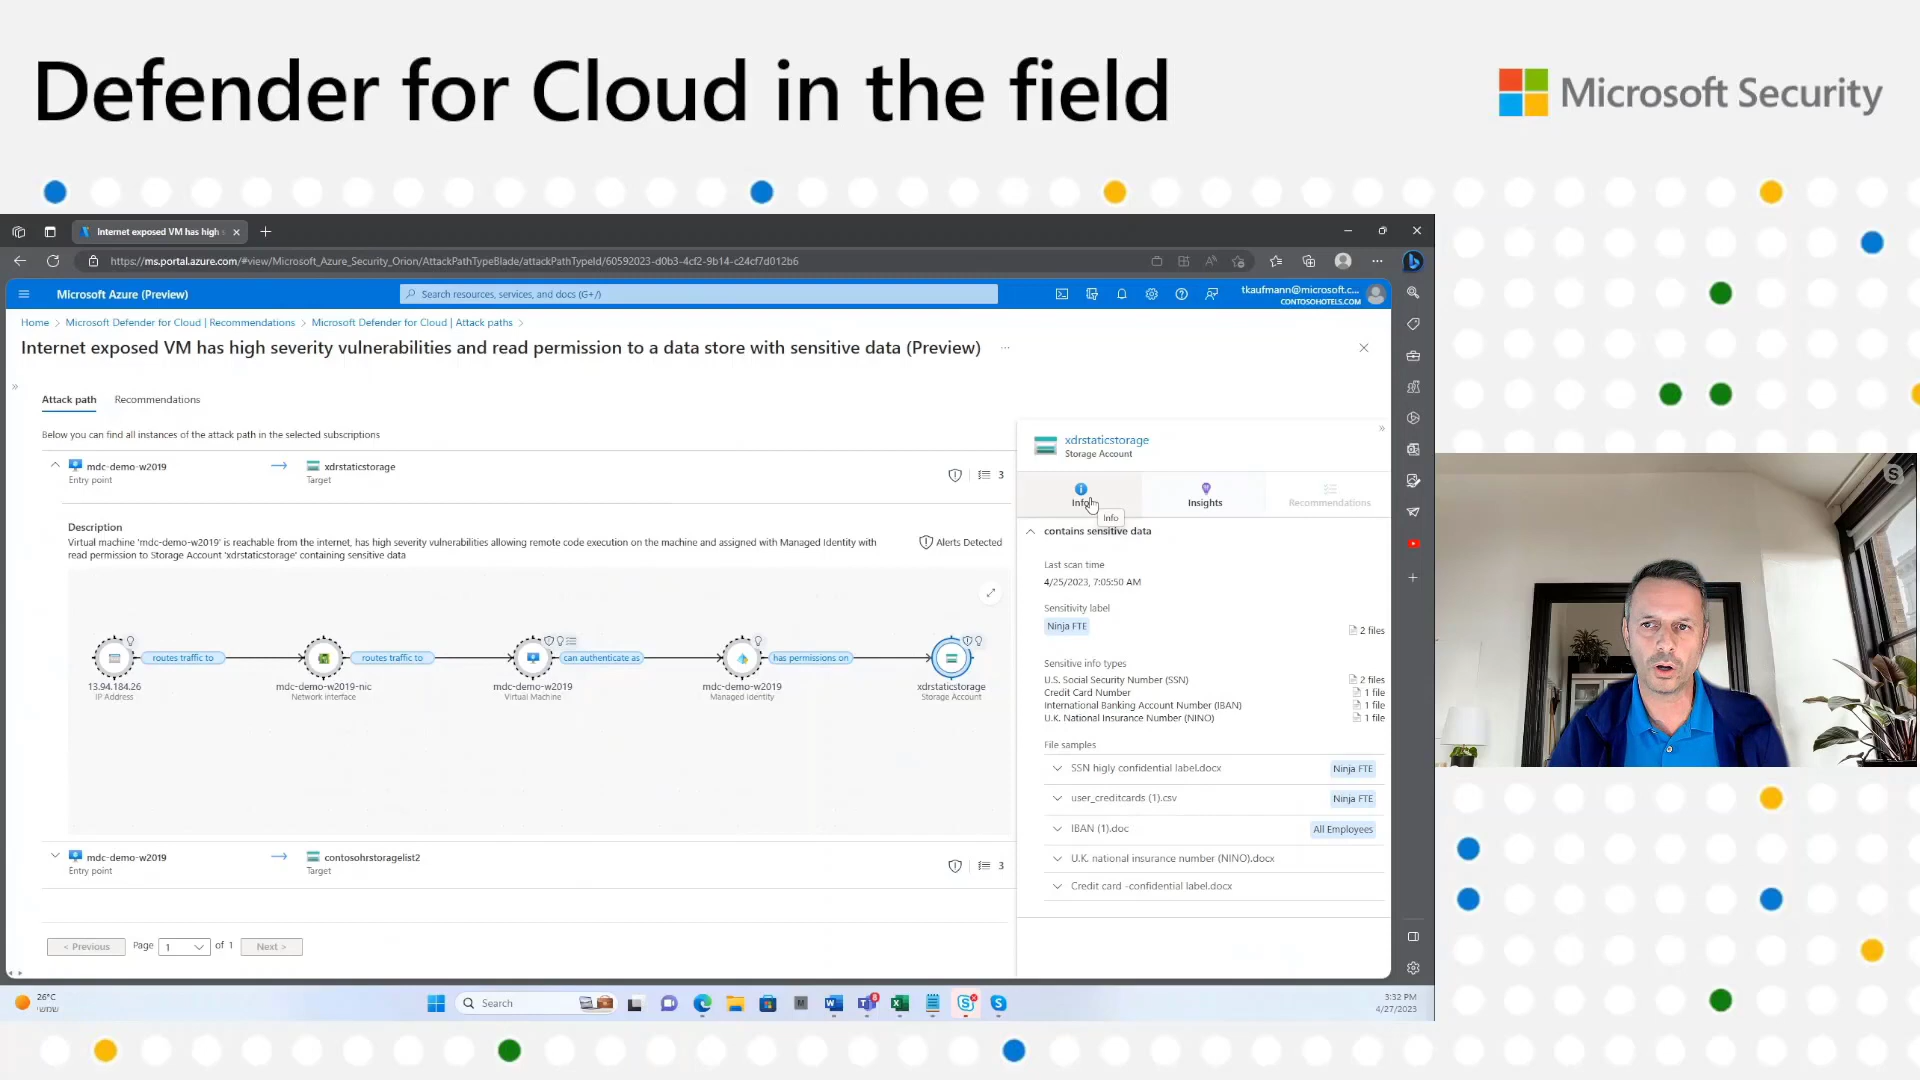 Defender for Cloud in the field
Microsoft Security
Internet exposed VM has high
https://ms.portal.azure.com/#view/Microsoft_Azure_Security_Orion/AttackPathTypeBlade/attackPathTypeId/60592023-d0b3-4cf2-9b14-c24cf7d012b6
Microsoft Azure (Preview)
Search resources, services, and docs (G+/)
tkaufmann@microsoft.c...
CONTOSOHOTELS.COM
Home > Microsoft Defender for Cloud | Recommendations > Microsoft Defender for Cloud | Attack paths >
Internet exposed VM has high severity vulnerabilities and read permission to a data store with sensitive data (Preview) ...
Attack path
Recommendations
Below you can find all instances of the attack path in the selected subscriptions
mdc-demo-w2019
Entry point
xdrstaticstorage
Target
3
Description
Virtual machine 'mdc-demo-w2019' is reachable from the internet, has high severity vulnerabilities allowing remote code execution on the machine and assigned with Managed Identity with
read permission to Storage Account 'xdrstaticstorage' containing sensitive data
Alerts Detected
routes traffic to
routes traffic to
can authenticate as
has permissions on
13.94.184.26
IP Address
mdc-demo-w2019-nic
Network Interface
mdc-demo-w2019
Virtual Machine
mdc-demo-w2019
Managed Identity
xdrstaticstorage
Storage Account
mdc-demo-w2019
Entry point
contosohrstoragelist2
Target
3
< Previous
Page
1
of 1
Next >
xdrstaticstorage
Storage Account
Info
Insights
Recommendations
Info
contains sensitive data
Last scan time
4/25/2023, 7:05:50 AM
Sensitivity label
Ninja FTE
2 files
Sensitive info types
U.S. Social Security Number (SSN) 2 files
Credit Card Number 1 file
International Banking Account Number (IBAN) 1 file
U.K. National Insurance Number (NINO) 1 file
File samples
SSN higly confidential label.docx Ninja FTE
user_creditcards (1).csv Ninja FTE
IBAN (1).doc All Employees
U.K. national insurance number (NINO).docx
Credit card -confidential label.docx
26°C
שמשי
Search
8
3:32 PM
4/27/2023